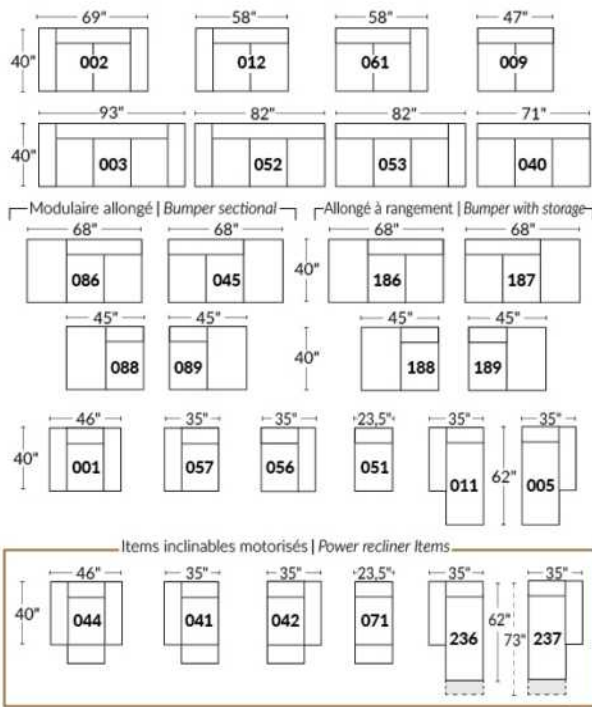 69" 58" 58" 47"
40" 002 012 061 009
93" 82" 82" 71"
40" 003 052 053 040
Modulaire allongé | Bumper sectional Allongé à rangement | Bumper with storage
68" 68" 68" 68"
086 045 40" 186 187
45" 45" 45" 45"
088 089 40" 188 189
46" 35" 35" 23,5" 35" 35"
40" 001 057 056 051 011 62" 005
Items inclinables motorisés | Power recliner Items
46" 35" 35" 23,5" 35" 35"
40" 044 041 042 071 236 62" 73" 237